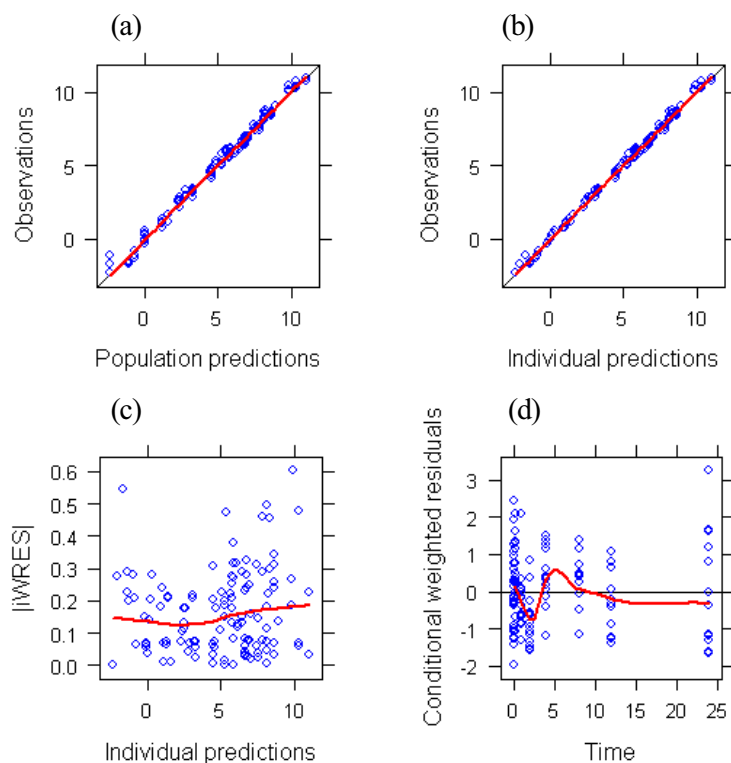 (a)
(b)
Observations
10
5
0
0
5
10
Population predictions
Observations
10
5
0
0
5
10
Individual predictions
(c)
(d)
|iWRES|
0.6
0.5
0.4
0.3
0.2
0.1
0.0
0
5
10
Individual predictions
Conditional weighted residuals
3
2
1
0
-1
-2
0
5
10
15
20
25
Time